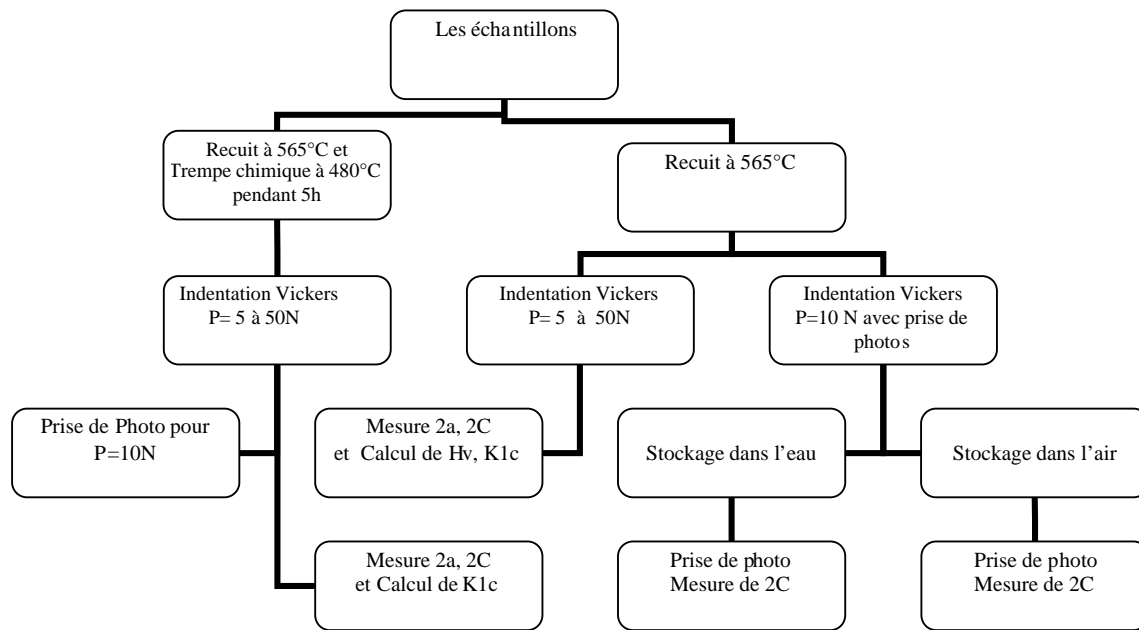 Les échantillons
Recuit à 565°C et
Trempe chimique à 480°C
pendant 5h
Recuit à 565°C
Indentation Vickers
P= 5 à 50N
Indentation Vickers
P= 5 à 50N
Indentation Vickers
P=10 N avec prise de
photos
Prise de Photo pour
P=10N
Mesure 2a, 2C
et Calcul de Hv, K1c
Stockage dans l'eau
Stockage dans l'air
Mesure 2a, 2C
et Calcul de K1c
Prise de photo
Mesure de 2C
Prise de photo
Mesure de 2C